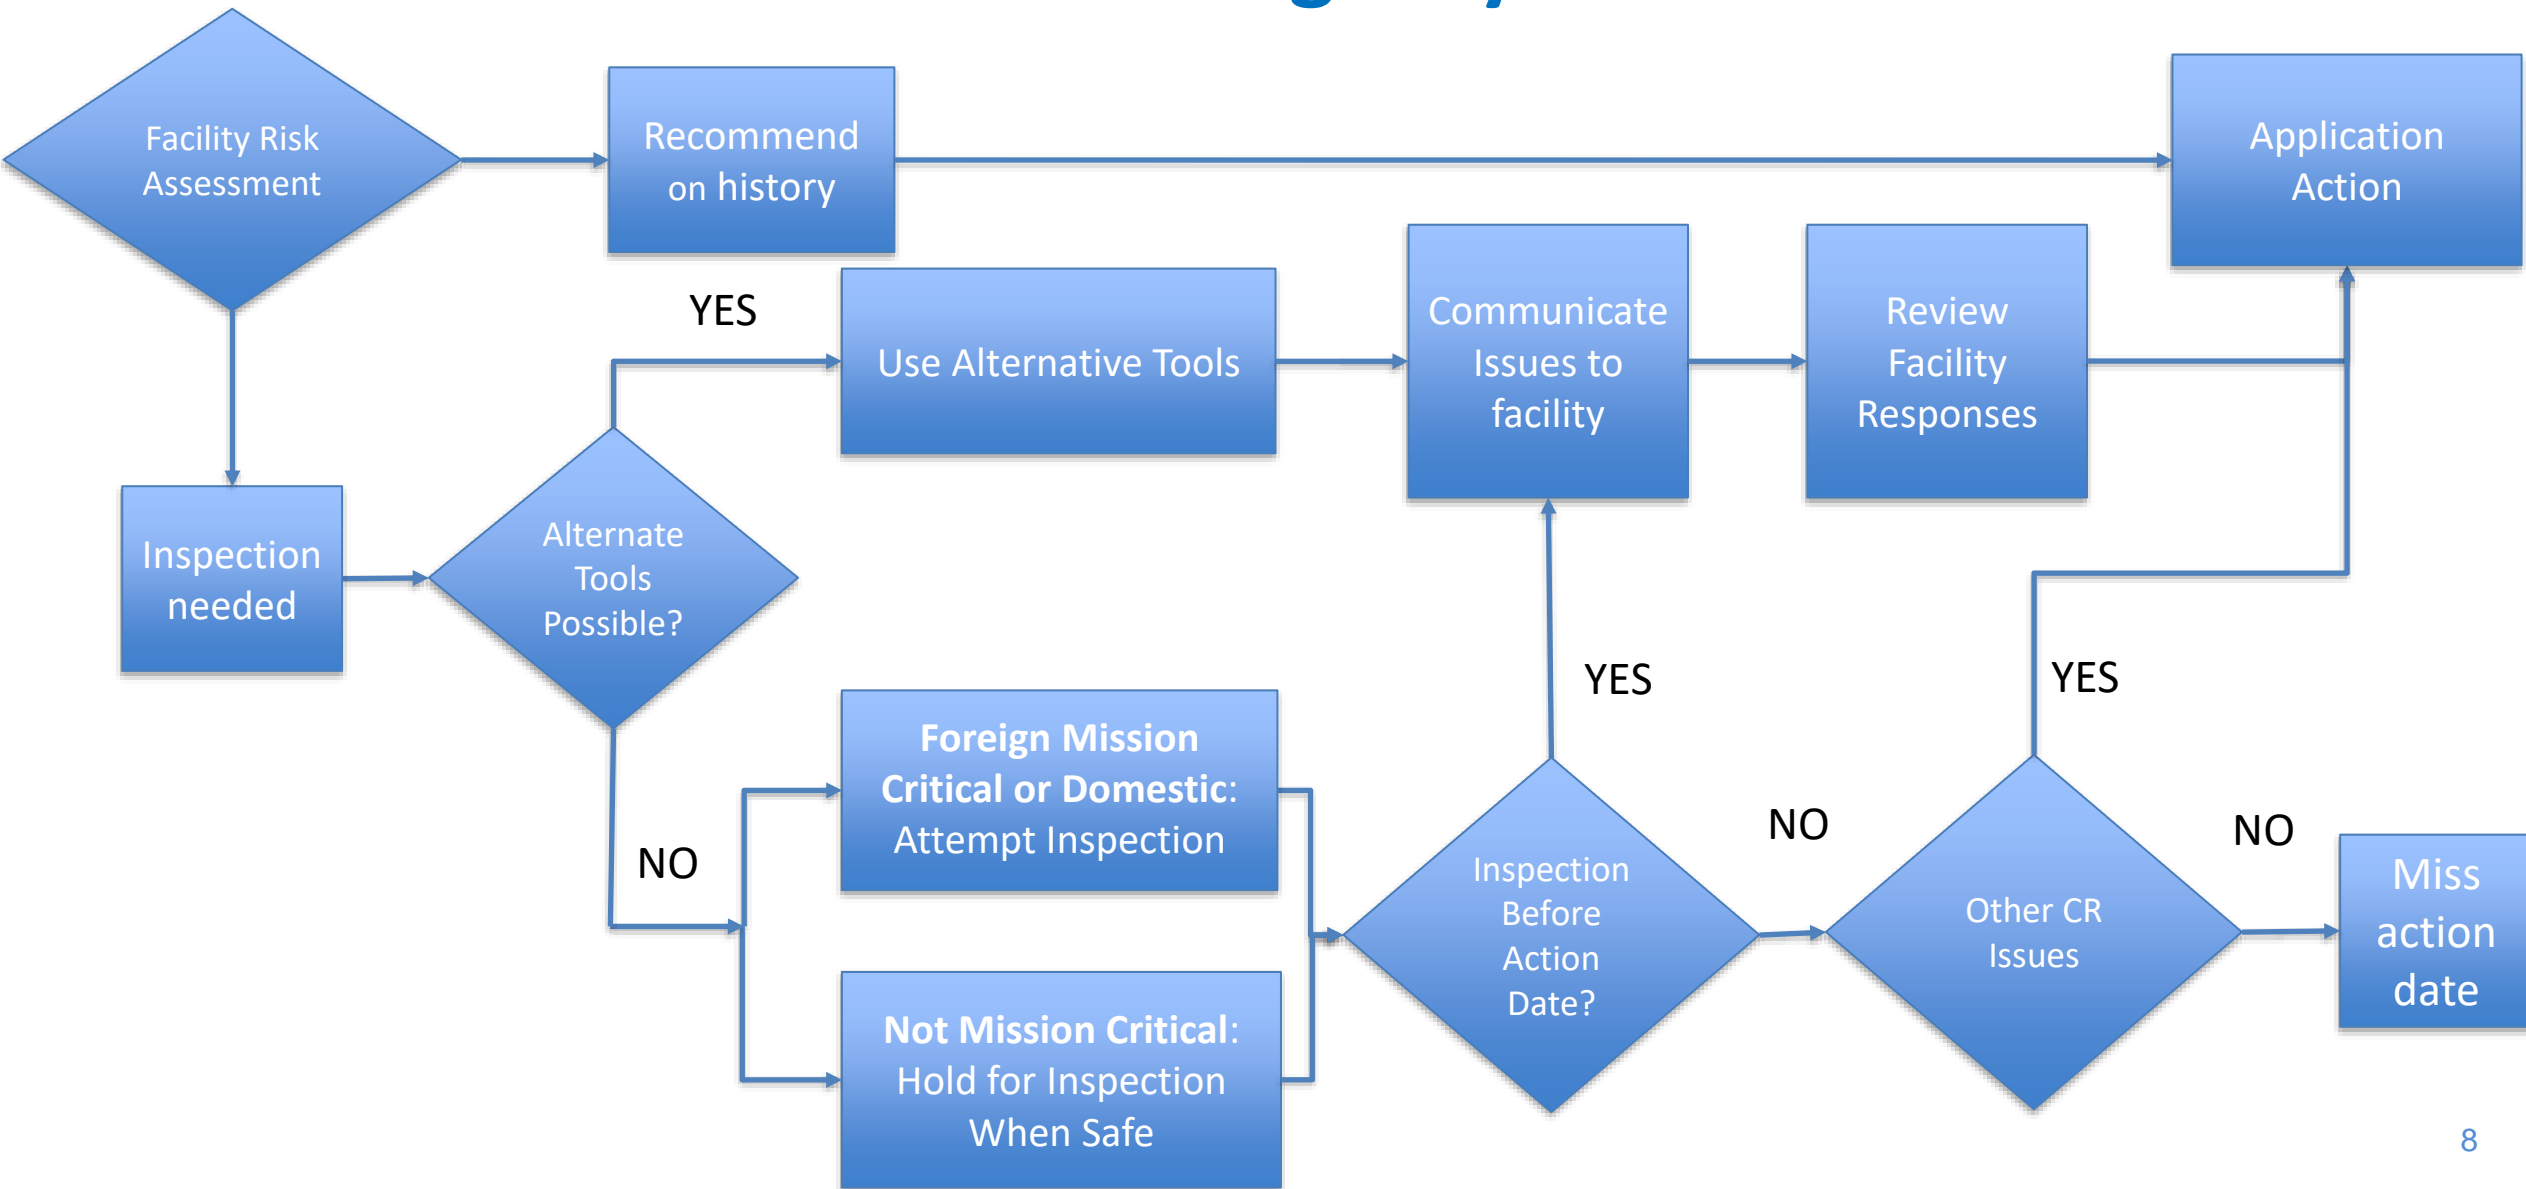 Facility Risk
Assessment
Recommend
on history
Application
Action
YES
Use Alternative Tools
Communicate
Issues to
facility
Review
Facility
Responses
Inspection
needed
Alternate
Tools
Possible?
NO
Foreign Mission
Critical or Domestic:
Attempt Inspection
Not Mission Critical:
Hold for Inspection
When Safe
YES
Inspection
Before
Action
Date?
NO
YES
Other CR
Issues
NO
Miss
action
date
8